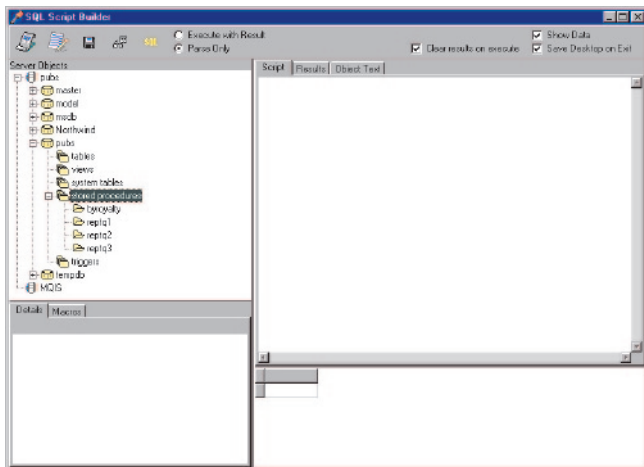 SQL Script Builder
Execute with Result
Parse Only
Clear results on execute
Show Data
Save Desktop on Exit
SQL
Server Objects
pubs
master
model
msdb
Northwind
pubs
tables
views
system tables
stored procedures
byroyalty
reptq1
reptq2
reptq3
triggers
tempdb
MQIS
Script
Results
Object Text
Details
Macros